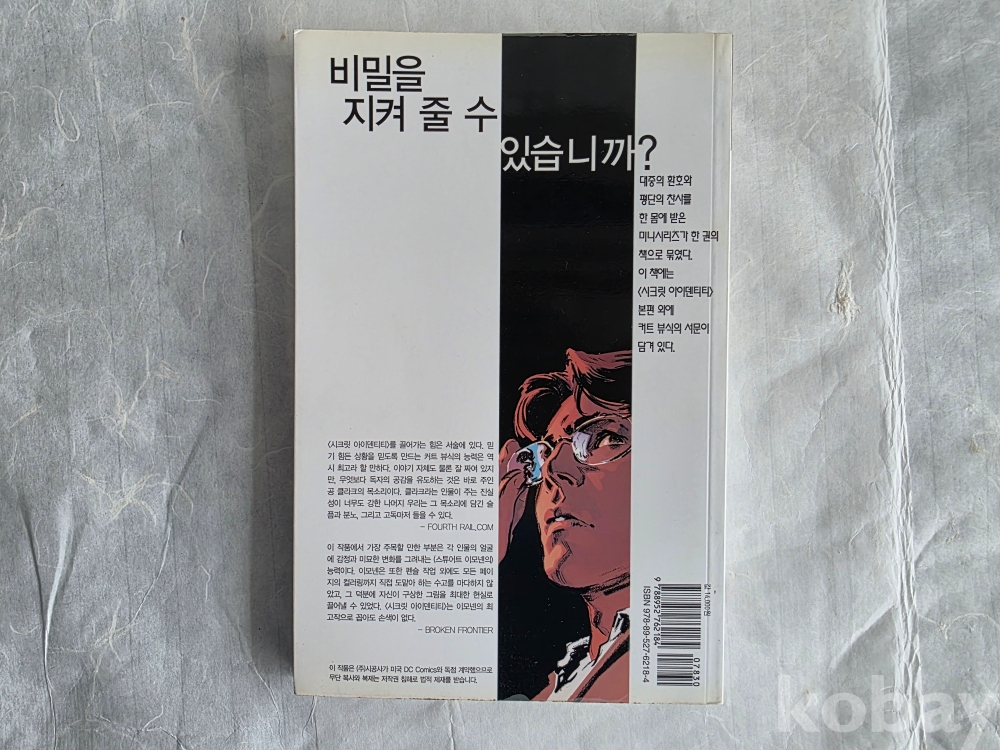 비밀을
지켜 줄 수
있습니까?
대중의 환호와
평단의 찬사를
한 몸에 받은
미니시리즈가 한 권의
책으로 묶였다.
이 책에는
〈시크릿 아이덴티티〉
본편 외에
커트 뷰식의 서문이
담겨 있다.
〈시크릿 아이덴티티〉를 끌어가는 힘은 서술에 있다. 믿
기 힘든 상황을 믿도록 만드는 커트 뷰식의 능력은 역
시 최고라 할 만하다. 이야기 자체도 물론 잘 짜여 있지
만, 무엇보다 독자의 공감을 유도하는 것은 바로 주인
공 클라크의 목소리이다. 클라크라는 인물이 주는 진실
성이 너무도 강한 나머지 우리는 그 목소리에 담긴 슬
픔과 분노, 그리고 고독마저 들을 수 있다.
– FOURTH RAIL.COM
이 작품에서 가장 주목할 만한 부분은 각 인물의 얼굴
에 감정과 미묘한 변화를 그려내는 (스튜어트 이모넨의)
능력이다. 이모넨은 또한 펜슬 작업 외에도 모든 페이
지의 컬러링까지 직접 도맡아 하는 수고를 마다하지 않
았고, 그 덕분에 자신이 구상한 그림을 최대한 현실로
끌어낼 수 있었다. 〈시크릿 아이덴티티〉는 이모넨의 최
고작으로 꼽아도 손색이 없다.
– BROKEN FRONTIER
이 작품은 (주)시공사가 미국 DC Comics와 독점 계약했으므로
무단 복사와 복제는 저작권 침해로 법적 제재를 받습니다.
값 14,000원
9 788952 762184
07830
ISBN 978-89-527-6218-4
kobay